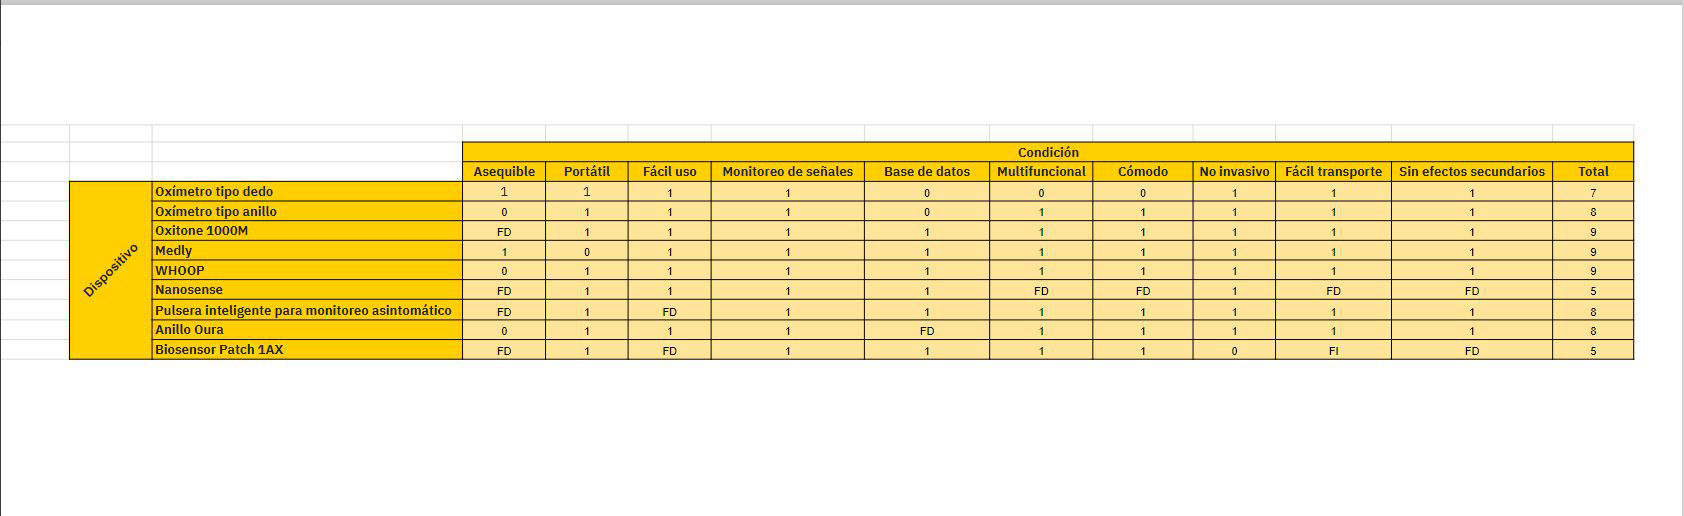 Condición
Asequible Portátil Fácil uso Monitoreo de señales Base de datos Multifuncional Cómodo No invasivo Fácil transporte Sin efectos secundarios Total
Dispositivo
Oxímetro tipo dedo 1 1 1 1 0 0 0 1 1 1 7
Oxímetro tipo anillo 0 1 1 1 0 1 1 1 1 1 8
Oxitone 1000M FD 1 1 1 1 1 1 1 1 1 9
Medly 1 0 1 1 1 1 1 1 1 1 9
WHOOP 0 1 1 1 1 1 1 1 1 1 9
Nanosense FD 1 1 1 1 FD FD 1 FD FD 5
Pulsera inteligente para monitoreo asintomático FD 1 FD 1 1 1 1 1 1 1 8
Anillo Oura 0 1 1 1 FD 1 1 1 1 1 8
Biosensor Patch 1AX FD 1 FD 1 1 1 1 0 FI FD 5